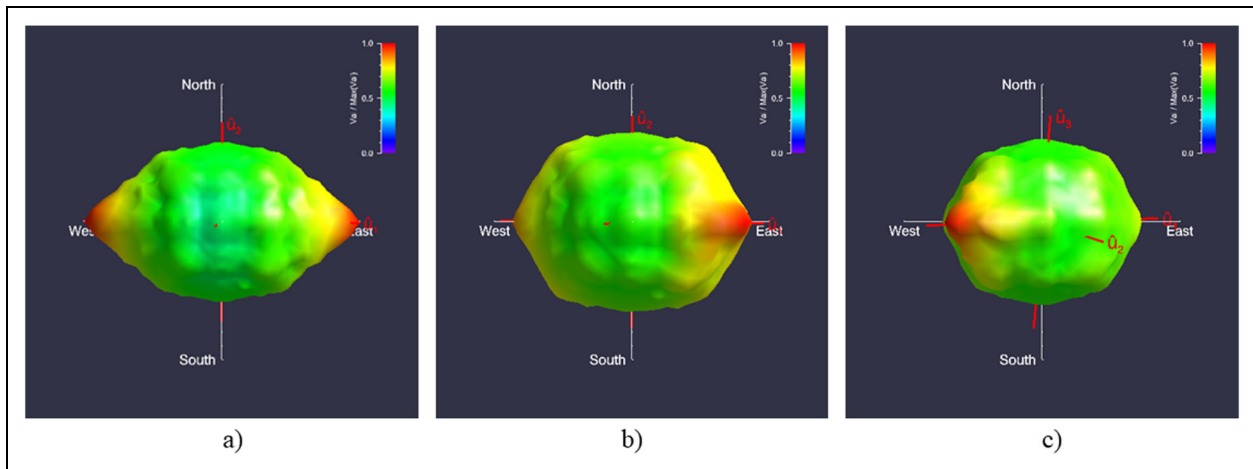 1.0
North
Va / Max(Va)
0.5
û₂
0.0
West
û₁
East
South
1.0
North
Va / Max(Va)
0.5
û₂
0.0
West
East
South
1.0
North
Va / Max(Va)
0.5
û₃
0.0
West
East
û₂
South
a) b) c)